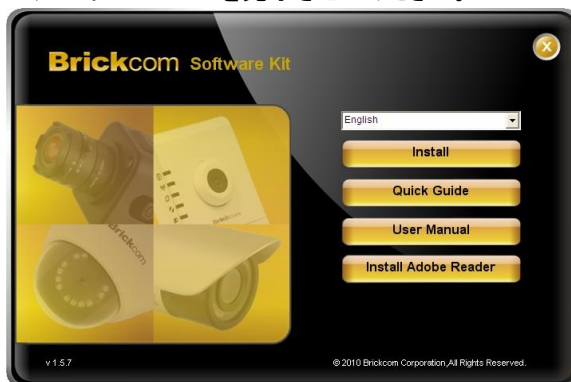 Brickcom Software Kit
English
Install
Quick Guide
User Manual
Install Adobe Reader
v 1.5.7
© 2010 Brickcom Corporation,All Rights Reserved.